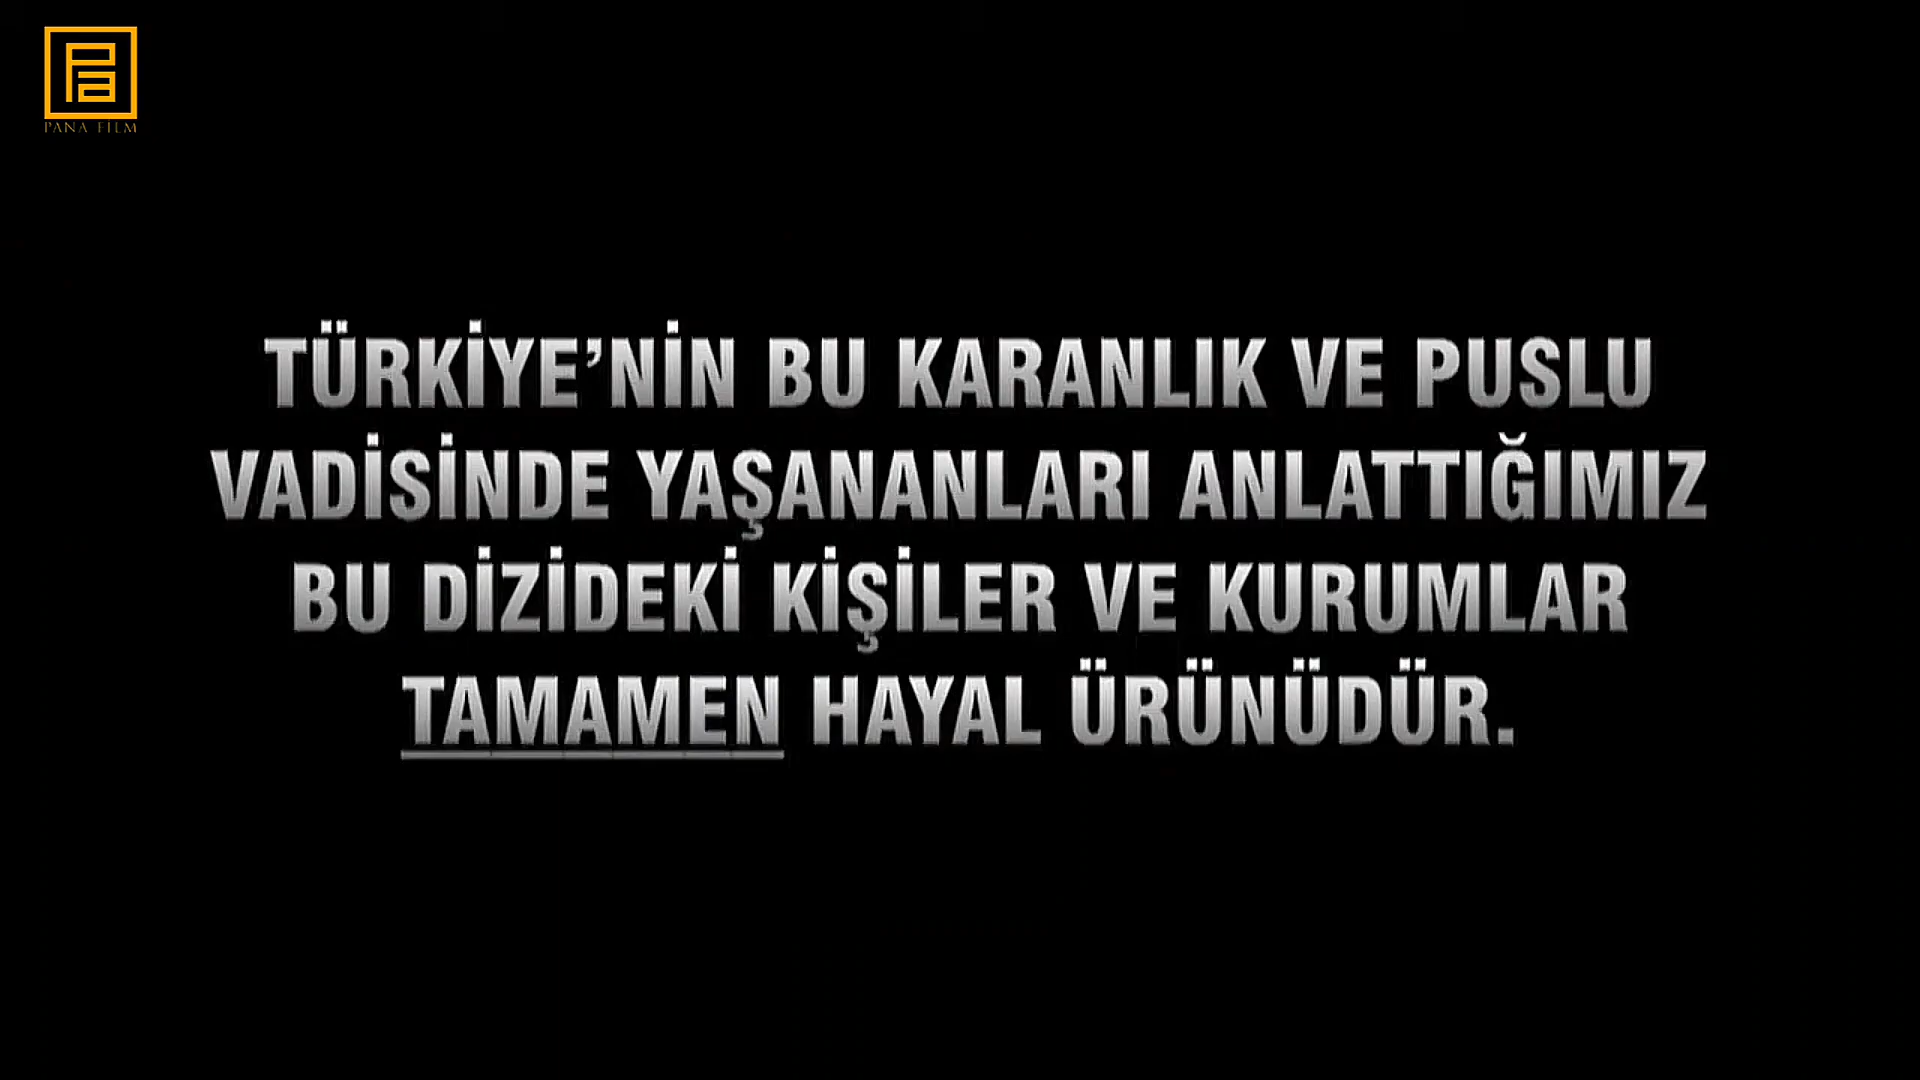 PANA FILM
TÜRKİYE’NİN BU KARANLIK VE PUSLU
VADİSİNDE YAŞANANLARI ANLATTIĞIMIZ
BU DİZİDEKİ KİŞİLER VE KURUMLAR
TAMAMEN HAYAL ÜRÜNÜDÜR.